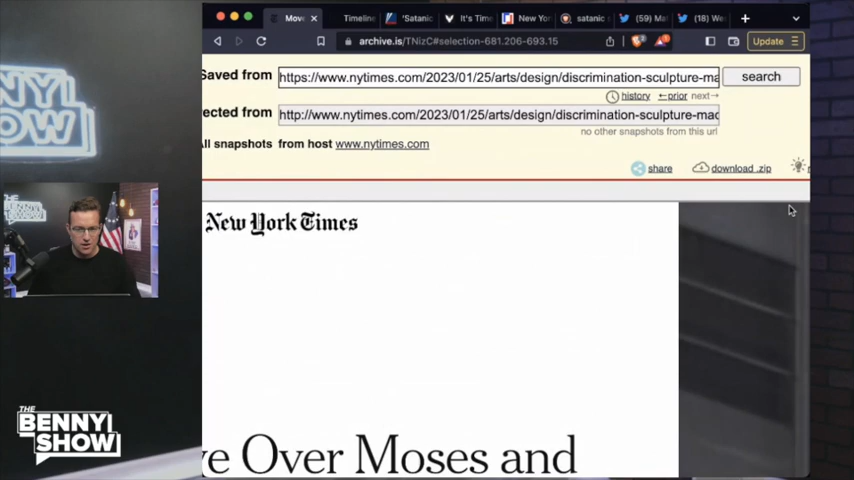 Move
Timeline
'Satanic
It's Time
New Yor
satanic s
(59) Ma
(18) Wea
archive.is/TNizC#selection-681.206-693.15
Update
Saved from
https://www.nytimes.com/2023/01/25/arts/design/discrimination-sculpture-ma
search
history
←prior
next→
ected from
http://www.nytimes.com/2023/01/25/arts/design/discrimination-sculpture-mad
no other snapshots from this url
All snapshots
from host www.nytimes.com
share
download .zip
New York Times
e Over Moses and
NY
SHOW
THE
BENNY
SHOW